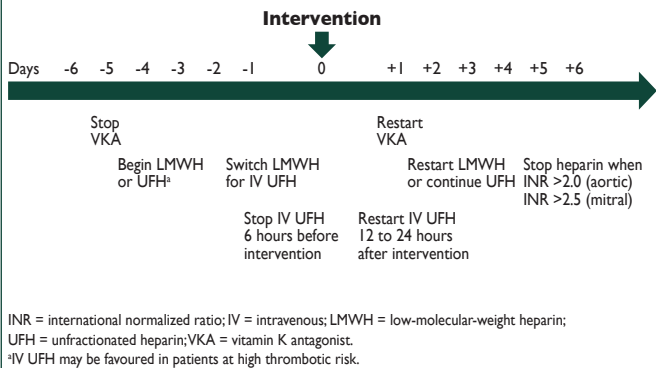 Intervention
Days -6 -5 -4 -3 -2 -1 0 +1 +2 +3 +4 +5 +6
Stop
VKA
Restart
VKA
Begin LMWH
or UFHᵃ
Switch LMWH
for IV UFH
Restart LMWH
or continue UFH
Stop heparin when
INR >2.0 (aortic)
INR >2.5 (mitral)
Stop IV UFH
6 hours before
intervention
Restart IV UFH
12 to 24 hours
after intervention
INR = international normalized ratio; IV = intravenous; LMWH = low-molecular-weight heparin;
UFH = unfractionated heparin; VKA = vitamin K antagonist.
ᵃIV UFH may be favoured in patients at high thrombotic risk.